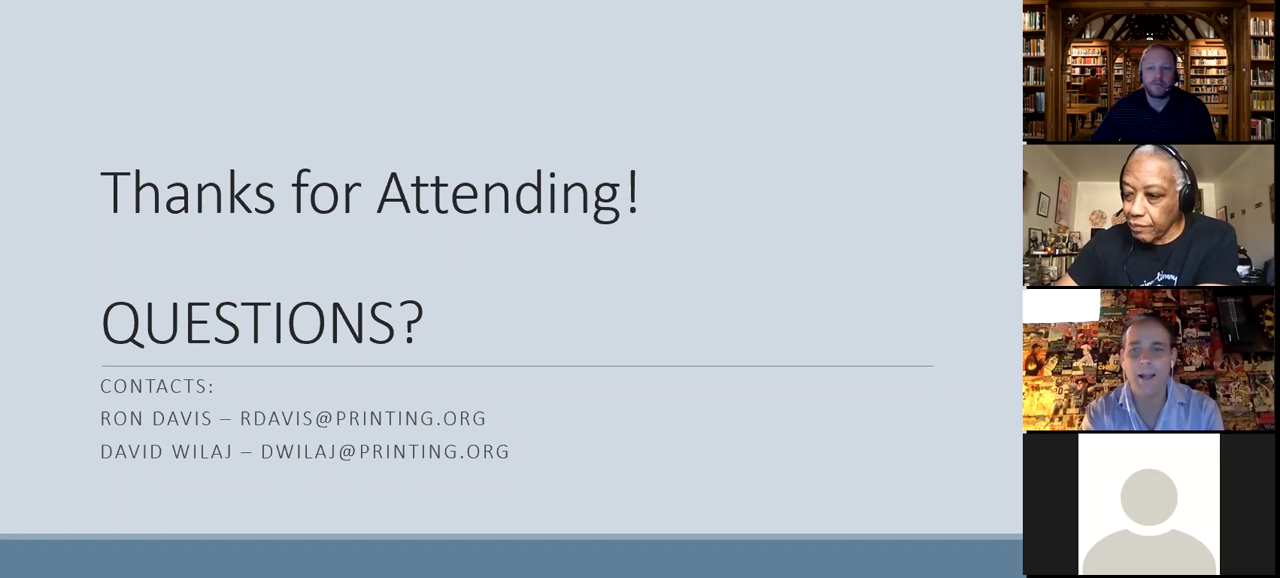 Thanks for Attending!
QUESTIONS?
CONTACTS:
RON DAVIS – RDAVIS@PRINTING.ORG
DAVID WILAJ – DWILAJ@PRINTING.ORG